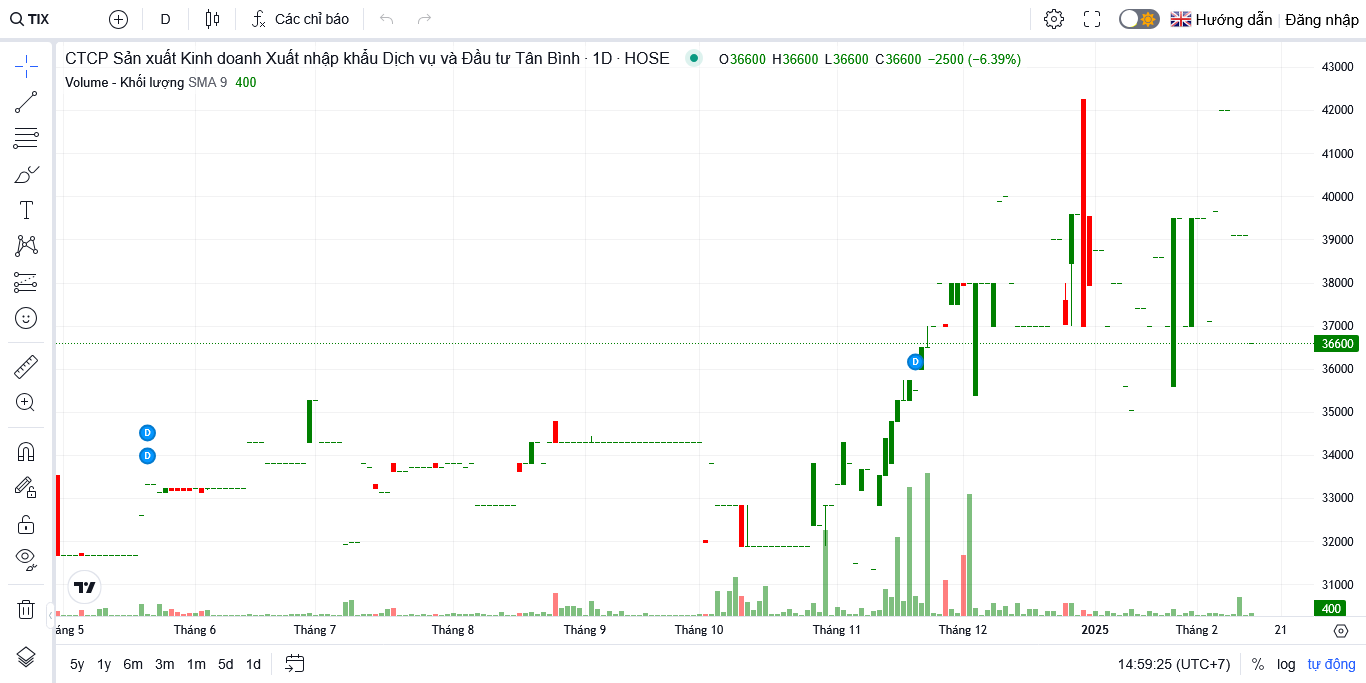 TIX
D
Các chỉ báo
Hướng dẫn
Đăng nhập
CTCP Sản xuất Kinh doanh Xuất nhập khẩu Dịch vụ và Đầu tư Tân Bình · 1D · HOSE
O36600 H36600 L36600 C36600 −2500 (−6.39%)
Volume - Khối lượng SMA 9 400
43000
42000
41000
40000
39000
38000
37000
36600
36000
35000
34000
33000
32000
31000
400
D
D
D
áng 5
Tháng 6
Tháng 7
Tháng 8
Tháng 9
Tháng 10
Tháng 11
Tháng 12
2025
Tháng 2
21
5y 1y 6m 3m 1m 5d 1d
14:59:25 (UTC+7)
%
log
tự động